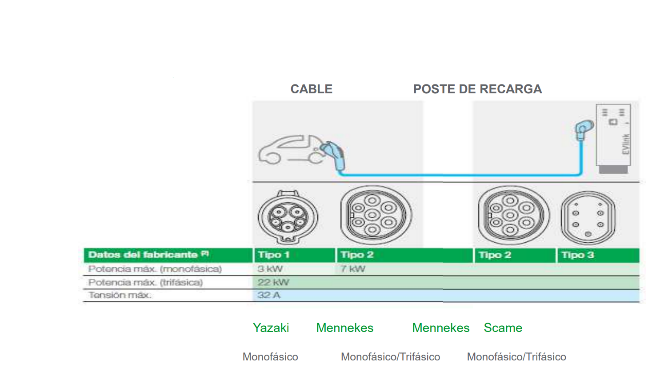 CABLE POSTE DE RECARGA
EVlink
Datos del fabricante (2) Tipo 1 Tipo 2 Tipo 2 Tipo 3
Potencia máx. (monofásica) 3 kW 7 kW
Potencia máx. (trifásica) 22 kW
Tensión máx. 32 A
Yazaki Mennekes Mennekes Scame
Monofásico Monofásico/Trifásico Monofásico/Trifásico